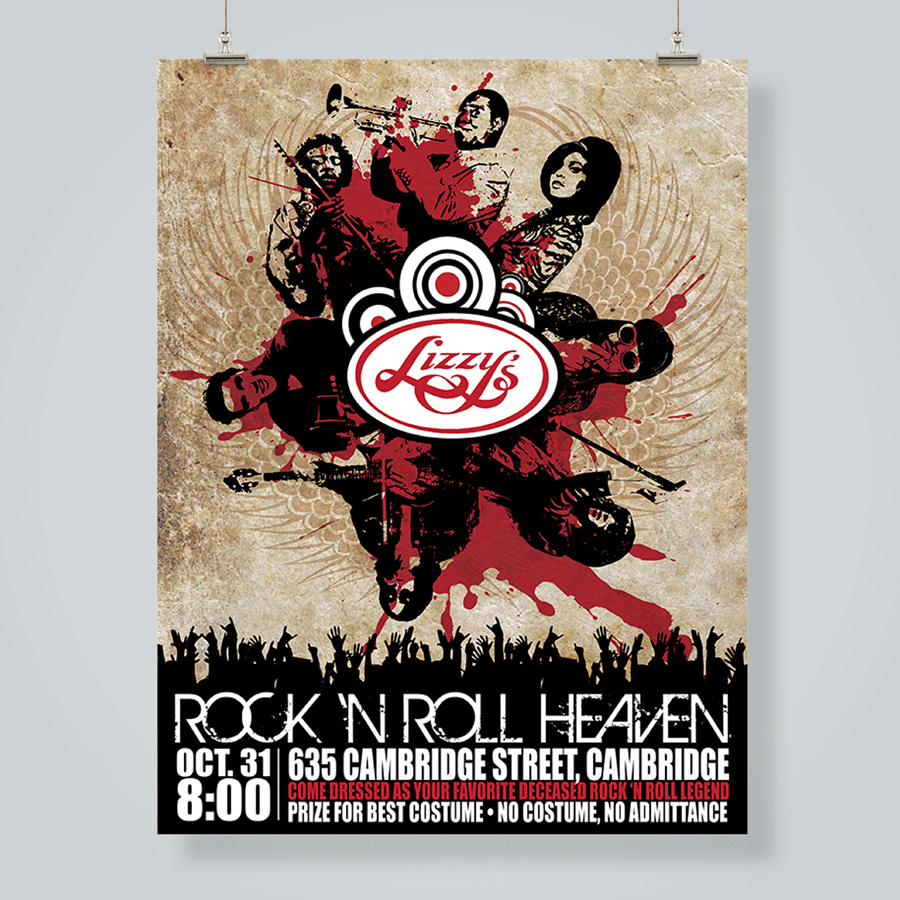 Lizzy's
ROCK 'N ROLL HEAVEN
OCT. 31
8:00
635 CAMBRIDGE STREET, CAMBRIDGE
COME DRESSED AS YOUR FAVORITE DECEASED ROCK 'N ROLL LEGEND
PRIZE FOR BEST COSTUME • NO COSTUME, NO ADMITTANCE